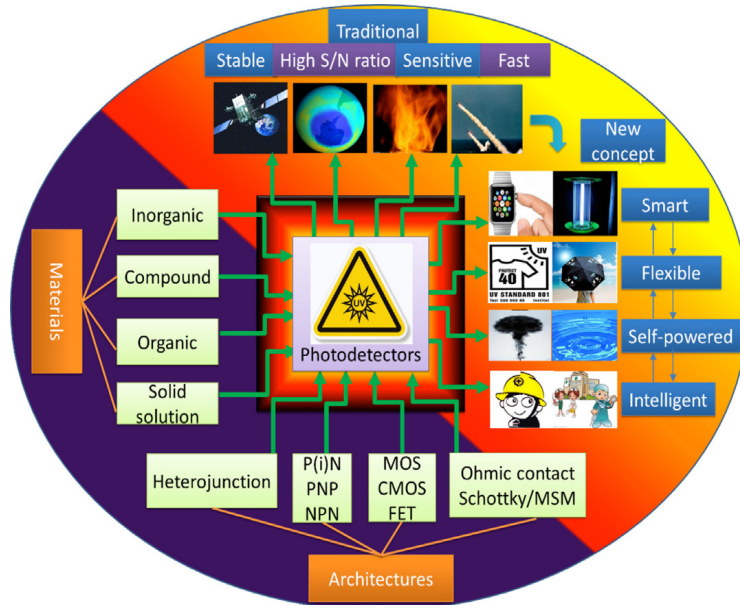 Traditional
Stable
High S/N ratio
Sensitive
Fast
New
concept
Inorganic
Compound
Organic
Solid
solution
Materials
UV
Photodetectors
UV
PROTECT
40
UV STANDARD 801
Smart
Flexible
Self-powered
Intelligent
Heterojunction
P(i)N
PNP
NPN
MOS
CMOS
FET
Ohmic contact
Schottky/MSM
Architectures